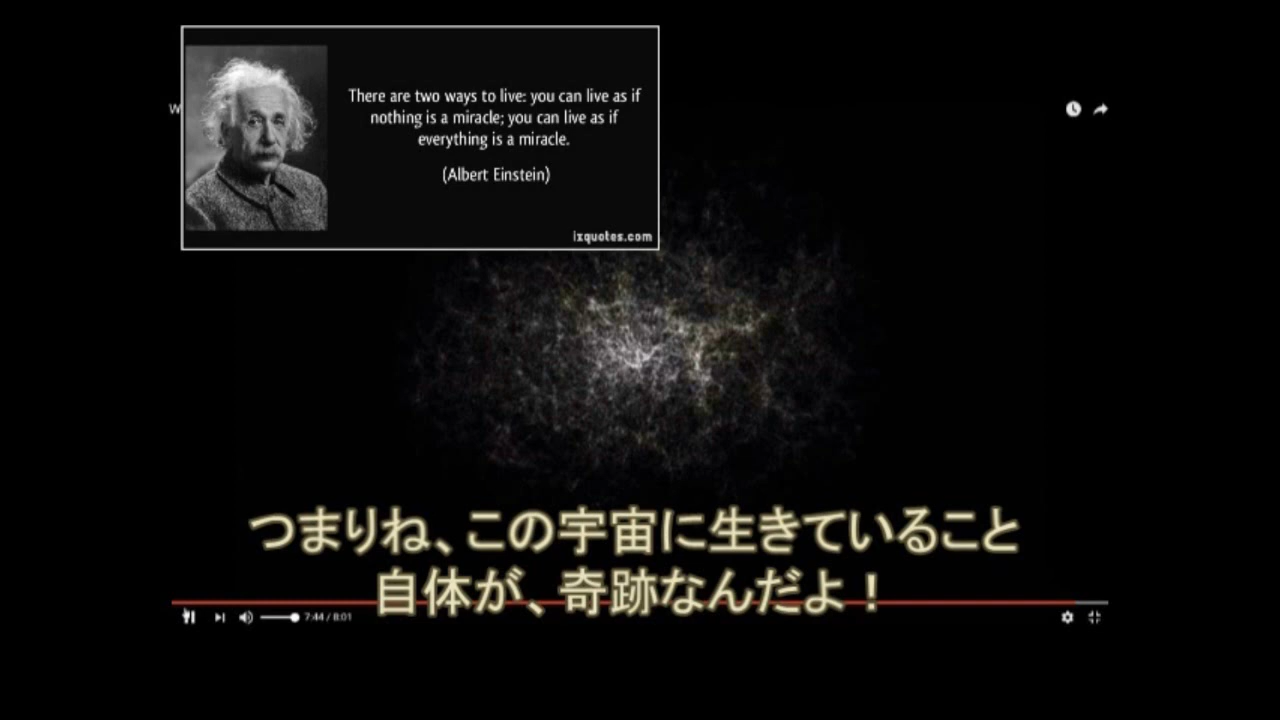 There are two ways to live: you can live as if
nothing is a miracle; you can live as if
everything is a miracle.
(Albert Einstein)
izquotes.com
W
つまりね、この宇宙に生きていること
自体が、奇跡なんだよ！
7:44 / 8:01